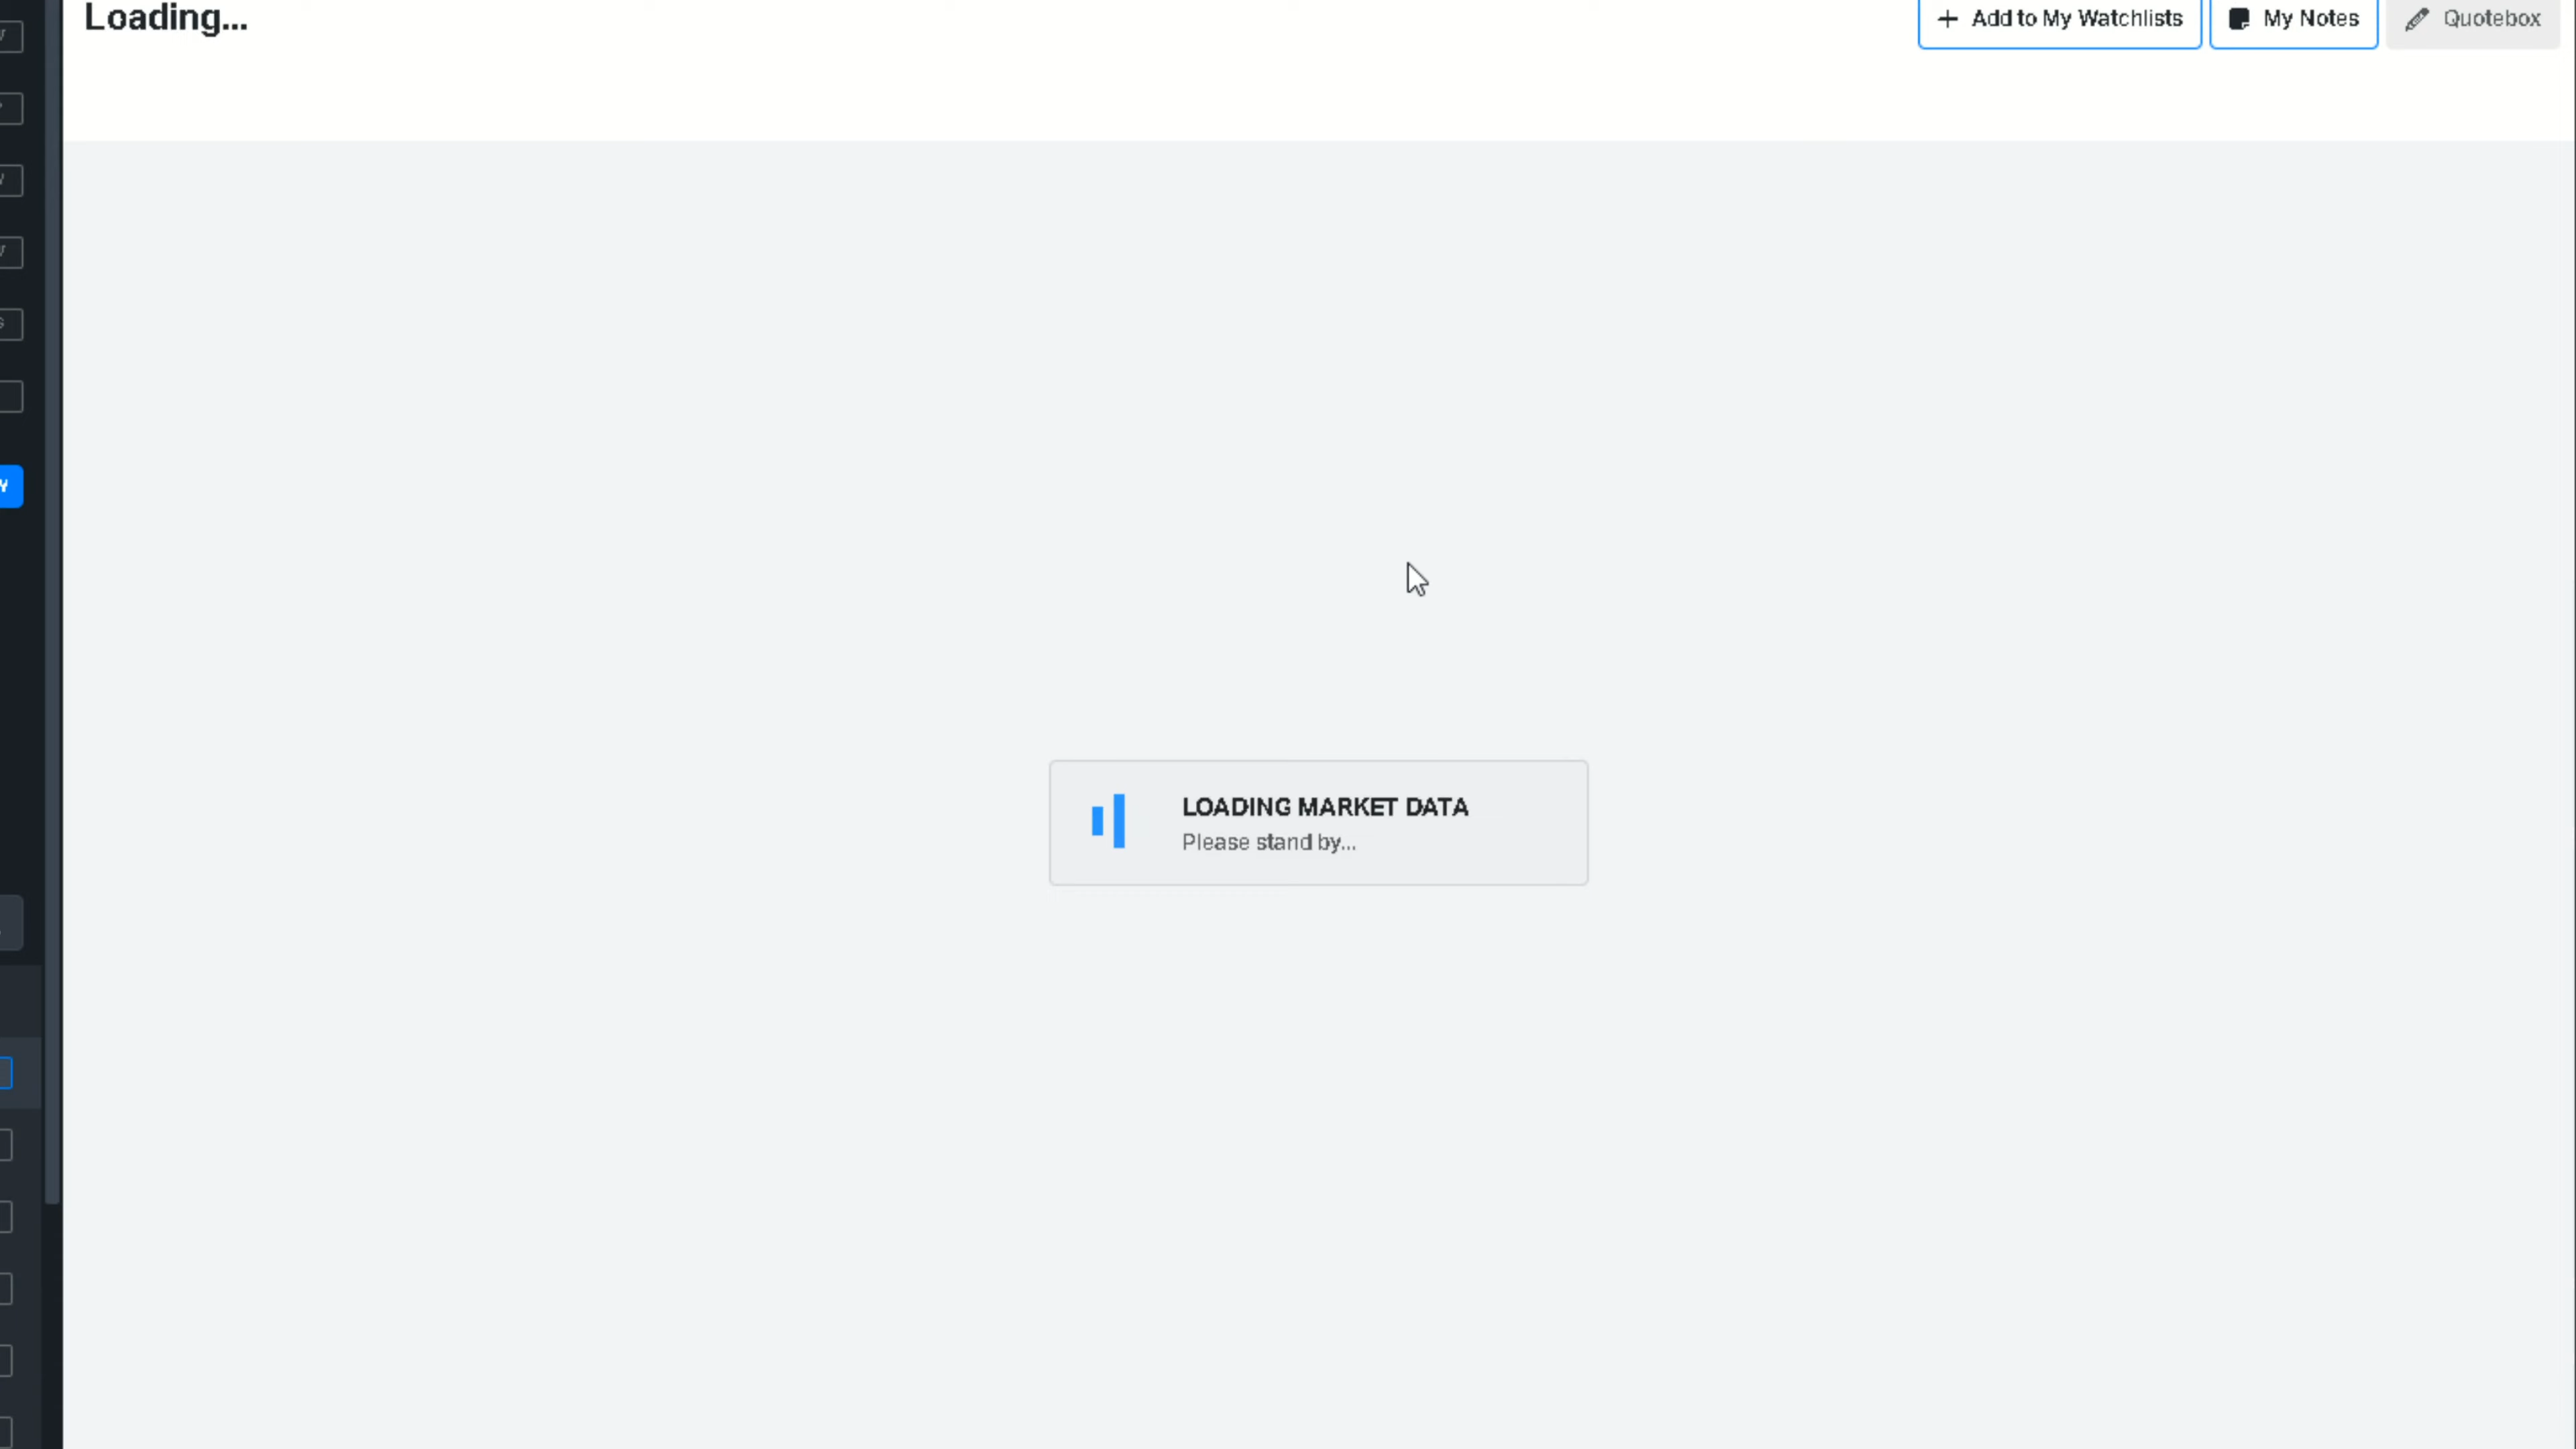 Loading...
+ Add to My Watchlists
My Notes
Quotebox
LOADING MARKET DATA
Please stand by...